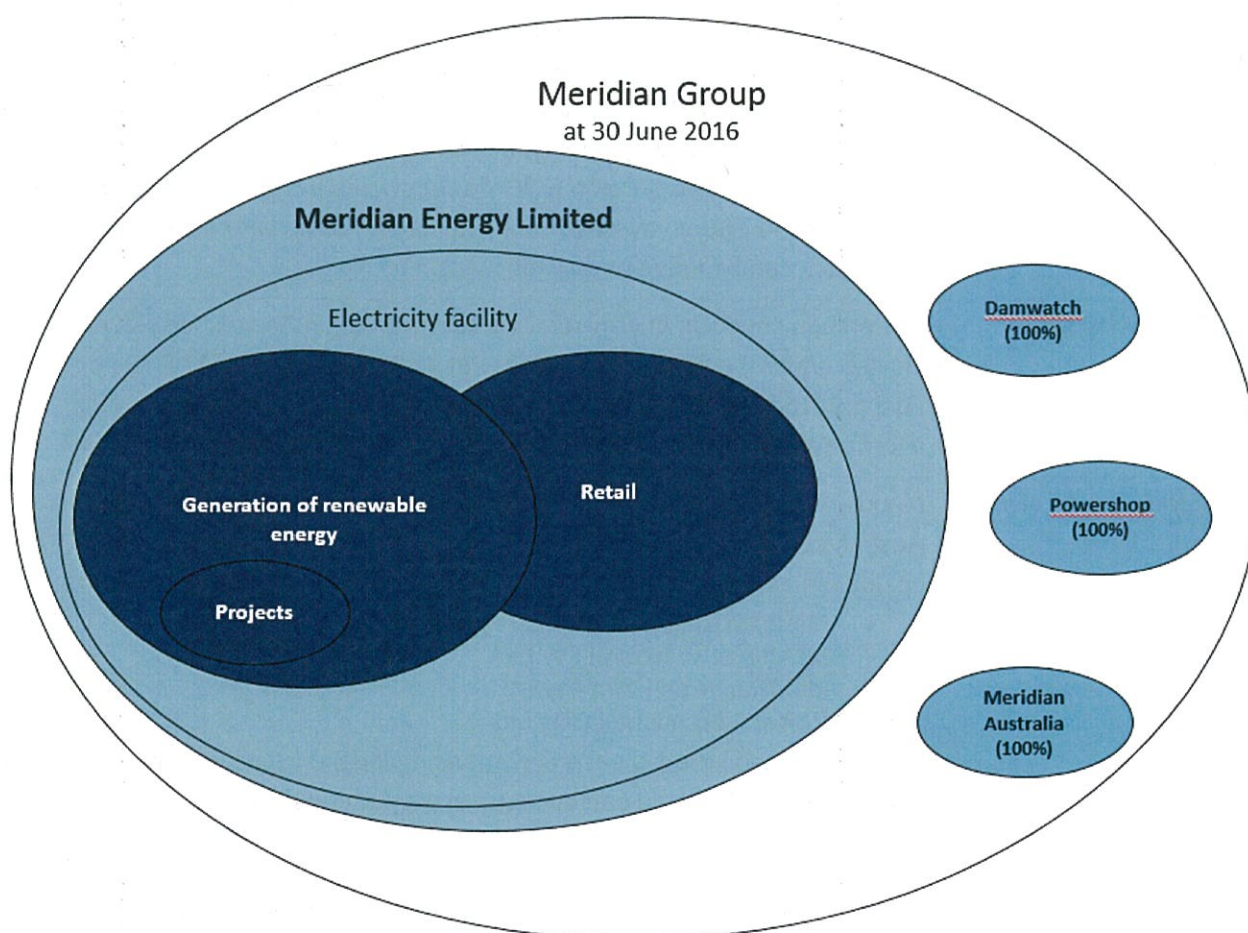 Meridian Group
at 30 June 2016
Meridian Energy Limited
Electricity facility
Generation of renewable
energy
Projects
Retail
Damwatch
(100%)
Powershop
(100%)
Meridian
Australia
(100%)